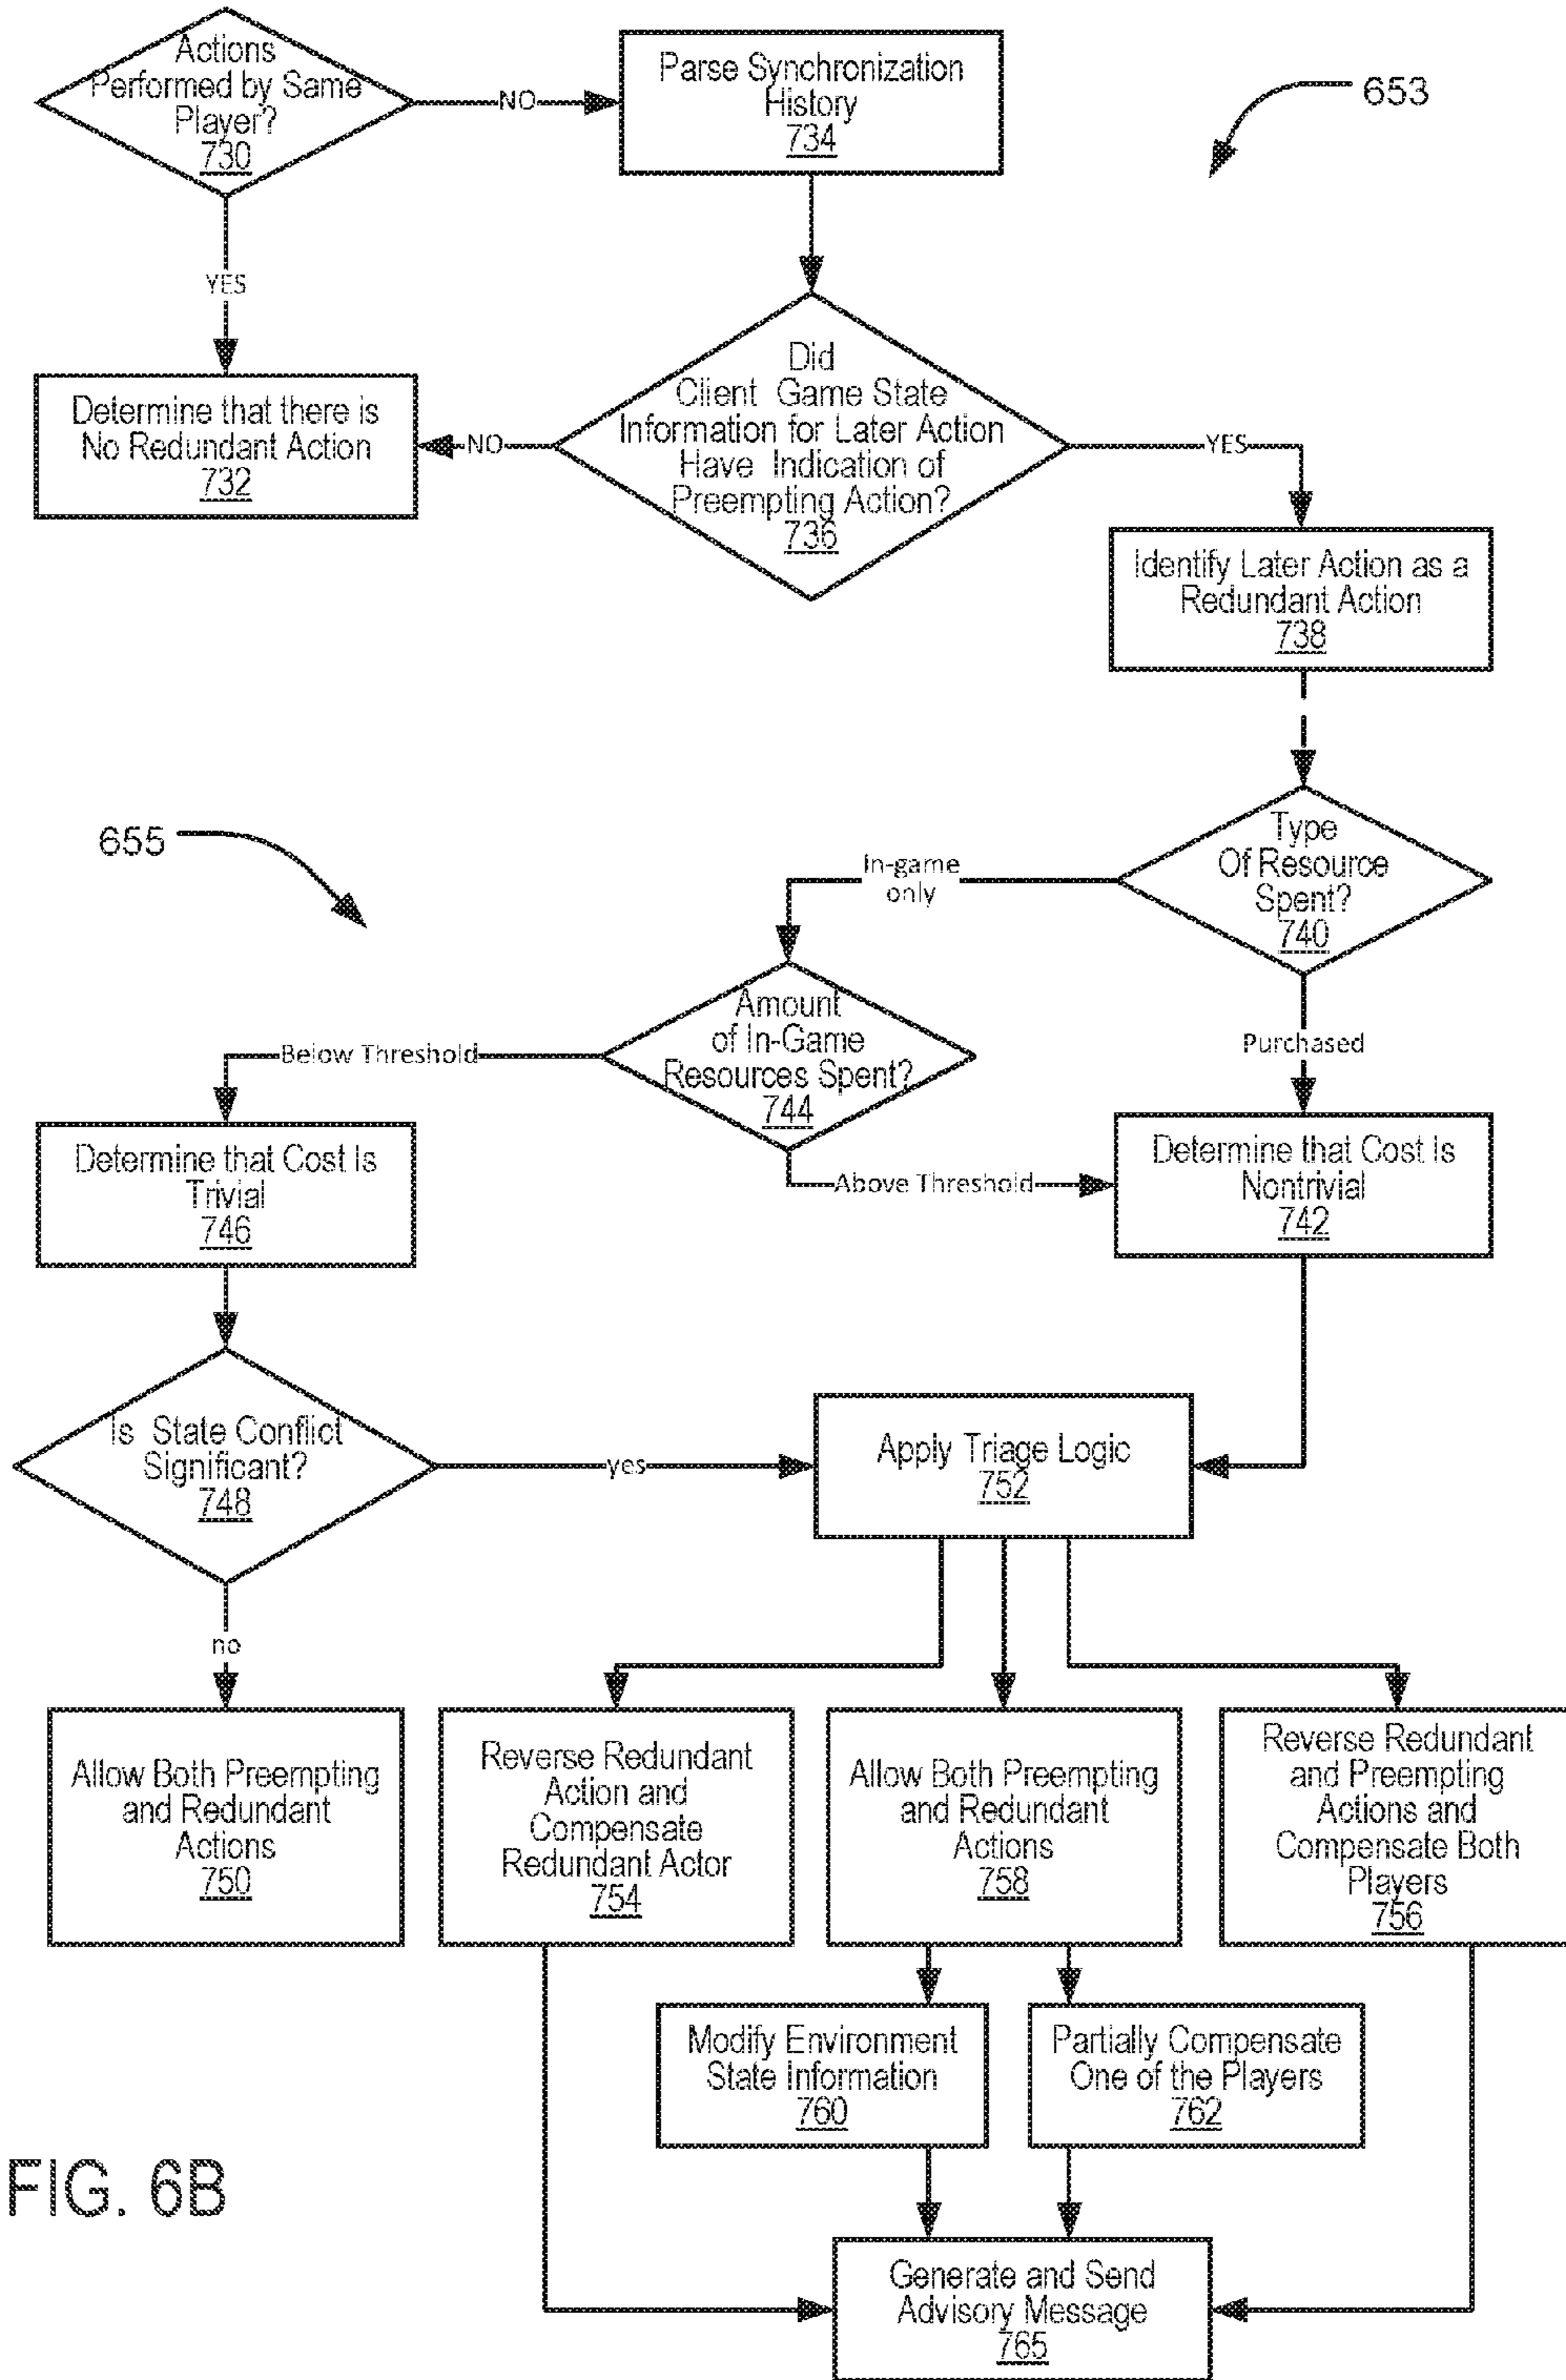 Actions
Performed by Same
Player?
730
NO
Parse Synchronization
History
734
653
YES
Did
Client Game State
Information for Later Action
Have Indication of
Preempting Action?
736
Determine that there is
No Redundant Action
732
NO
YES
Identify Later Action as a
Redundant Action
738
655
Type
Of Resource
Spent?
740
In-game
only
Amount
of In-Game
Resources Spent?
744
Below Threshold
Purchased
Determine that Cost Is
Trivial
746
Above Threshold
Determine that Cost Is
Nontrivial
742
Is State Conflict
Significant?
748
yes
Apply Triage Logic
752
no
Allow Both Preempting
and Redundant
Actions
750
Reverse Redundant
Action and
Compensate
Redundant Actor
754
Allow Both Preempting
and Redundant
Actions
758
Reverse Redundant
and Preempting
Actions and
Compensate Both
Players
756
Modify Environment
State Information
760
Partially Compensate
One of the Players
762
FIG. 6B
Generate and Send
Advisory Message
765